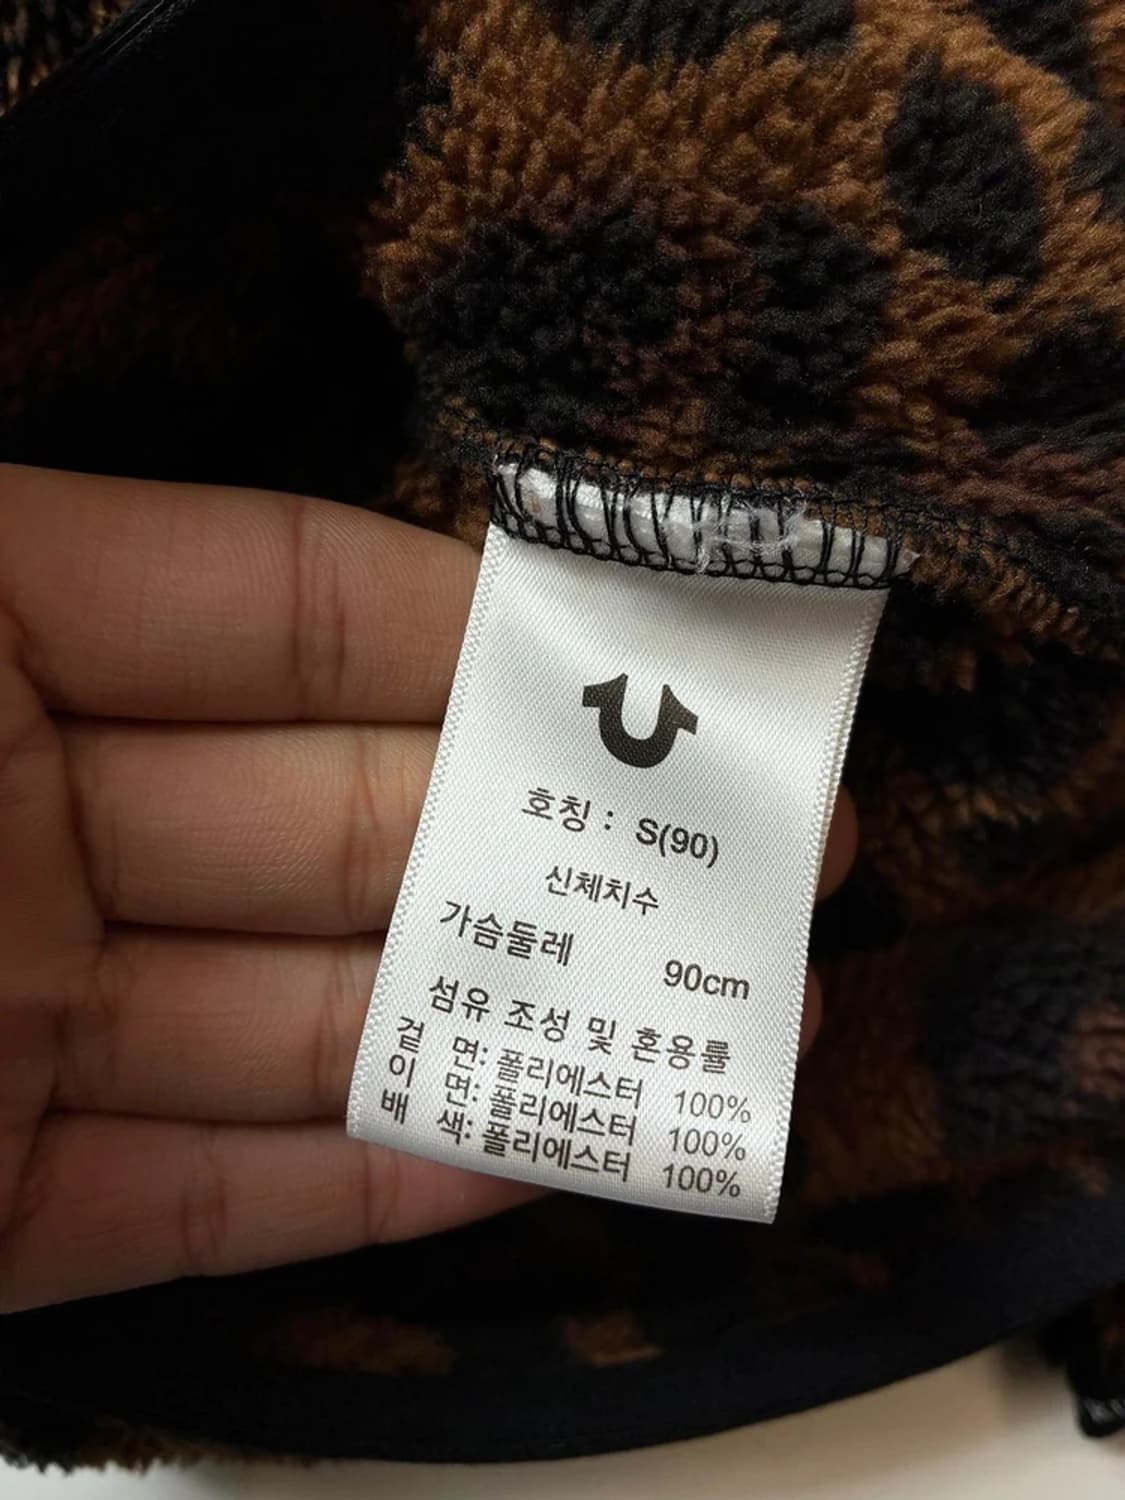 호칭 : S(90)
신체치수
가슴둘레 90cm
섬유 조성 및 혼용률
겉 면: 폴리에스터 100%
이 면: 폴리에스터 100%
배 색: 폴리에스터 100%